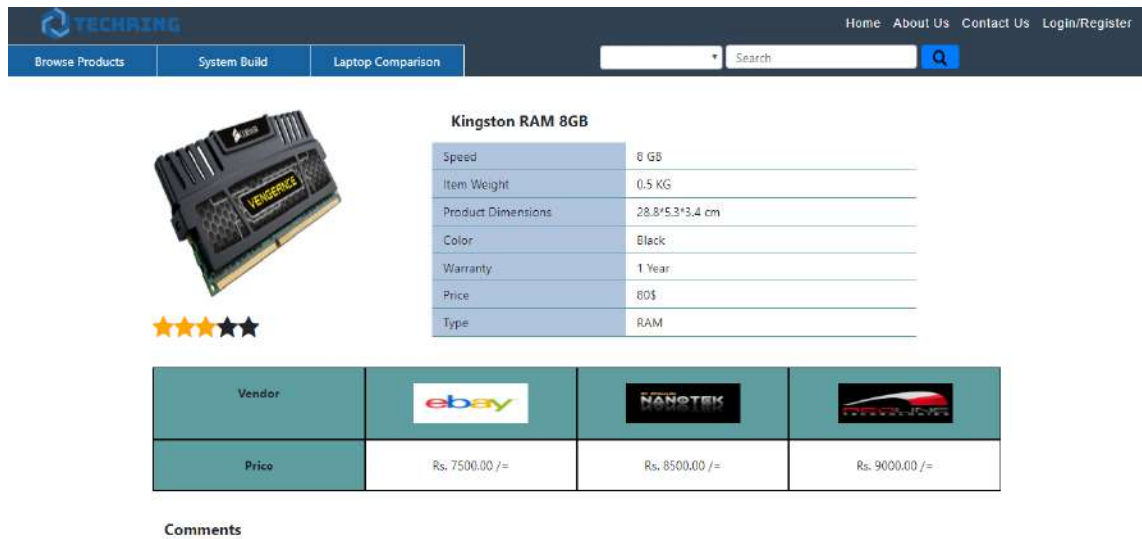 TECHRING
Home About Us Contact Us Login/Register
Browse Products System Build Laptop Comparison Search
Kingston RAM 8GB
CORSAIR
VENGEANCE
Speed 8 GB
Item Weight 0.5 KG
Product Dimensions 28.8*5.3*3.4 cm
Color Black
Warranty 1 Year
Price 80$
Type RAM
Vendor ebay NANOTEK REDLINE TECHNOLOGIES
Price Rs. 7500.00 /= Rs. 8500.00 /= Rs. 9000.00 /=
Comments